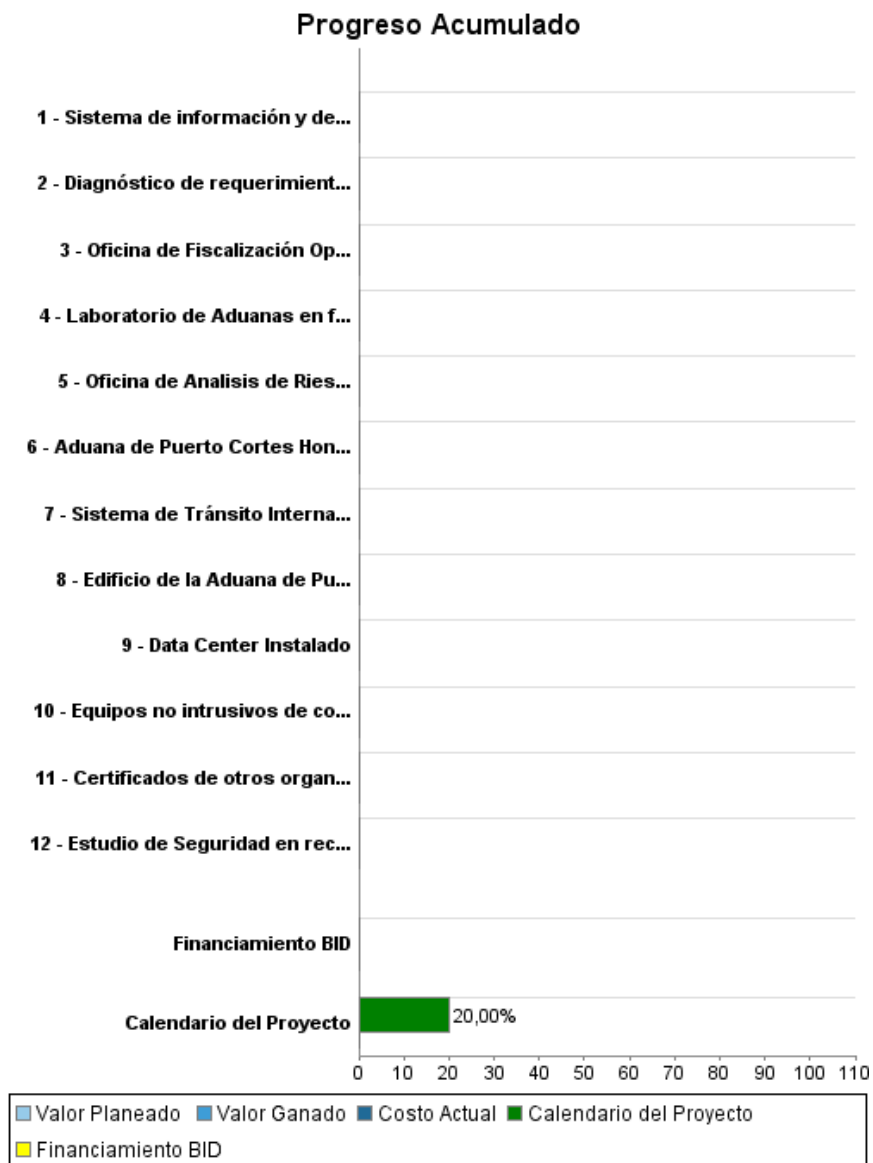 Progreso Acumulado
1 - Sistema de información y de...
2 - Diagnóstico de requerimient...
3 - Oficina de Fiscalización Op...
4 - Laboratorio de Aduanas en f...
5 - Oficina de Analisis de Ries...
6 - Aduana de Puerto Cortes Hon...
7 - Sistema de Tránsito Interna...
8 - Edificio de la Aduana de Pu...
9 - Data Center Instalado
10 - Equipos no intrusivos de co...
11 - Certificados de otros organ...
12 - Estudio de Seguridad en rec...
Financiamiento BID
Calendario del Proyecto 20,00%
0 10 20 30 40 50 60 70 80 90 100 110
Valor Planeado Valor Ganado Costo Actual Calendario del Proyecto
Financiamiento BID